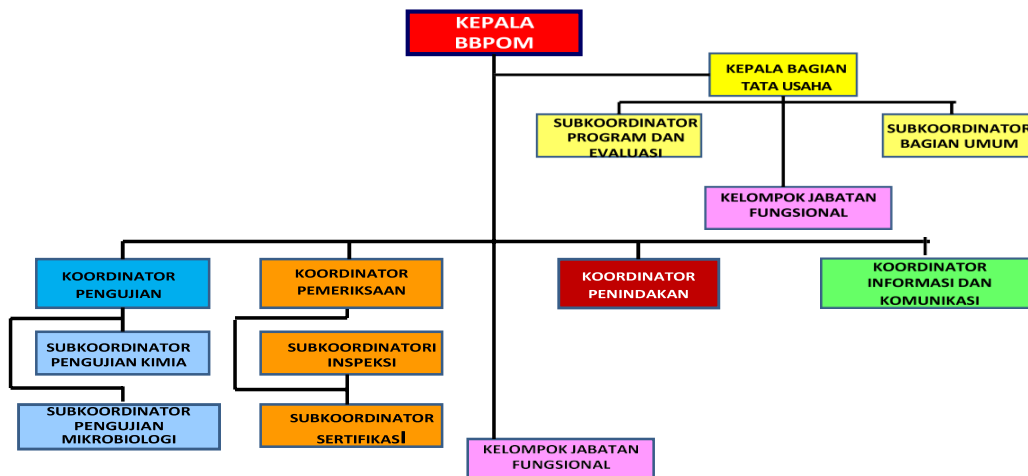 KEPALA
BBPOM
KEPALA BAGIAN
TATA USAHA
SUBKOORDINATOR
PROGRAM DAN
EVALUASI
SUBKOORDINATOR
BAGIAN UMUM
KELOMPOK JABATAN
FUNGSIONAL
KOORDINATOR
PENGUJIAN
KOORDINATOR
PEMERIKSAAN
KOORDINATOR
PENINDAKAN
KOORDINATOR
INFORMASI DAN
KOMUNIKASI
SUBKOORDINATOR
PENGUJIAN KIMIA
SUBKOORDINATORI
INSPEKSI
SUBKOORDINATOR
PENGUJIAN
MIKROBIOLOGI
SUBKOORDINATOR
SERTIFIKASI
KELOMPOK JABATAN
FUNGSIONAL